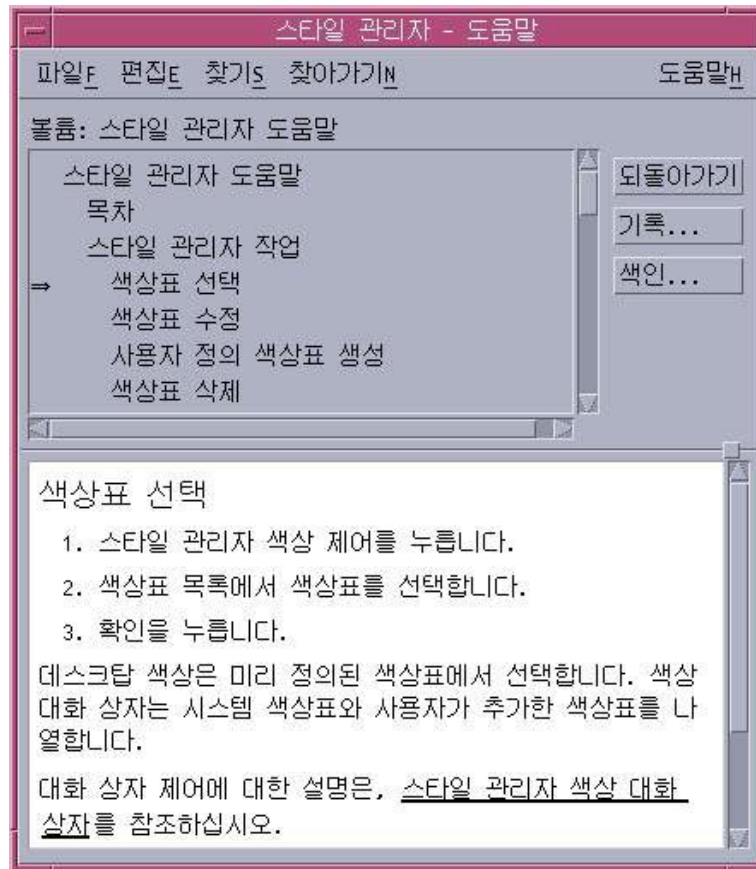 스타일 관리자 - 도움말
파일F 편집E 찾기S 찾아가기N 도움말H
볼륨: 스타일 관리자 도움말
스타일 관리자 도움말
목차
스타일 관리자 작업
⇒ 색상표 선택
색상표 수정
사용자 정의 색상표 생성
색상표 삭제
되돌아가기
기록...
색인...
색상표 선택
1. 스타일 관리자 색상 제어를 누릅니다.
2. 색상표 목록에서 색상표를 선택합니다.
3. 확인을 누릅니다.
데스크탑 색상은 미리 정의된 색상표에서 선택합니다. 색상
대화 상자는 시스템 색상표와 사용자가 추가한 색상표를 나
열합니다.
대화 상자 제어에 대한 설명은, 스타일 관리자 색상 대화
상자를 참조하십시오.